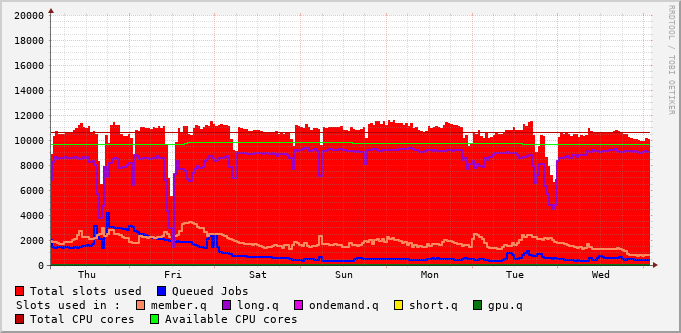 RRDTOOL / TOBI OETIKER
20000
18000
16000
14000
12000
10000
8000
6000
4000
2000
0
Thu Fri Sat Sun Mon Tue Wed
Total slots used Queued Jobs
Slots used in : member.q long.q ondemand.q short.q gpu.q
Total CPU cores Available CPU cores